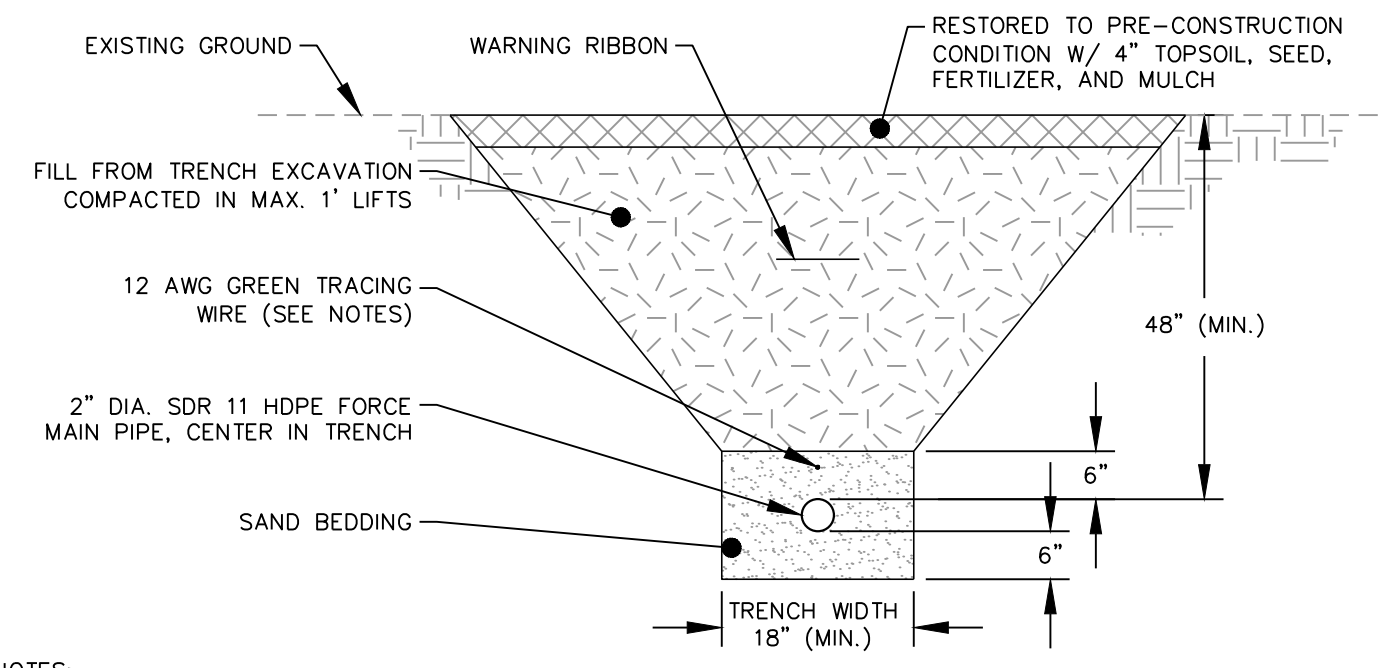 EXISTING GROUND
WARNING RIBBON
RESTORED TO PRE-CONSTRUCTION
CONDITION W/ 4" TOPSOIL, SEED,
FERTILIZER, AND MULCH
FILL FROM TRENCH EXCAVATION
COMPACTED IN MAX. 1' LIFTS
12 AWG GREEN TRACING
WIRE (SEE NOTES)
48" (MIN.)
2" DIA. SDR 11 HDPE FORCE
MAIN PIPE, CENTER IN TRENCH
6"
SAND BEDDING
6"
TRENCH WIDTH
18" (MIN.)
NOTES: